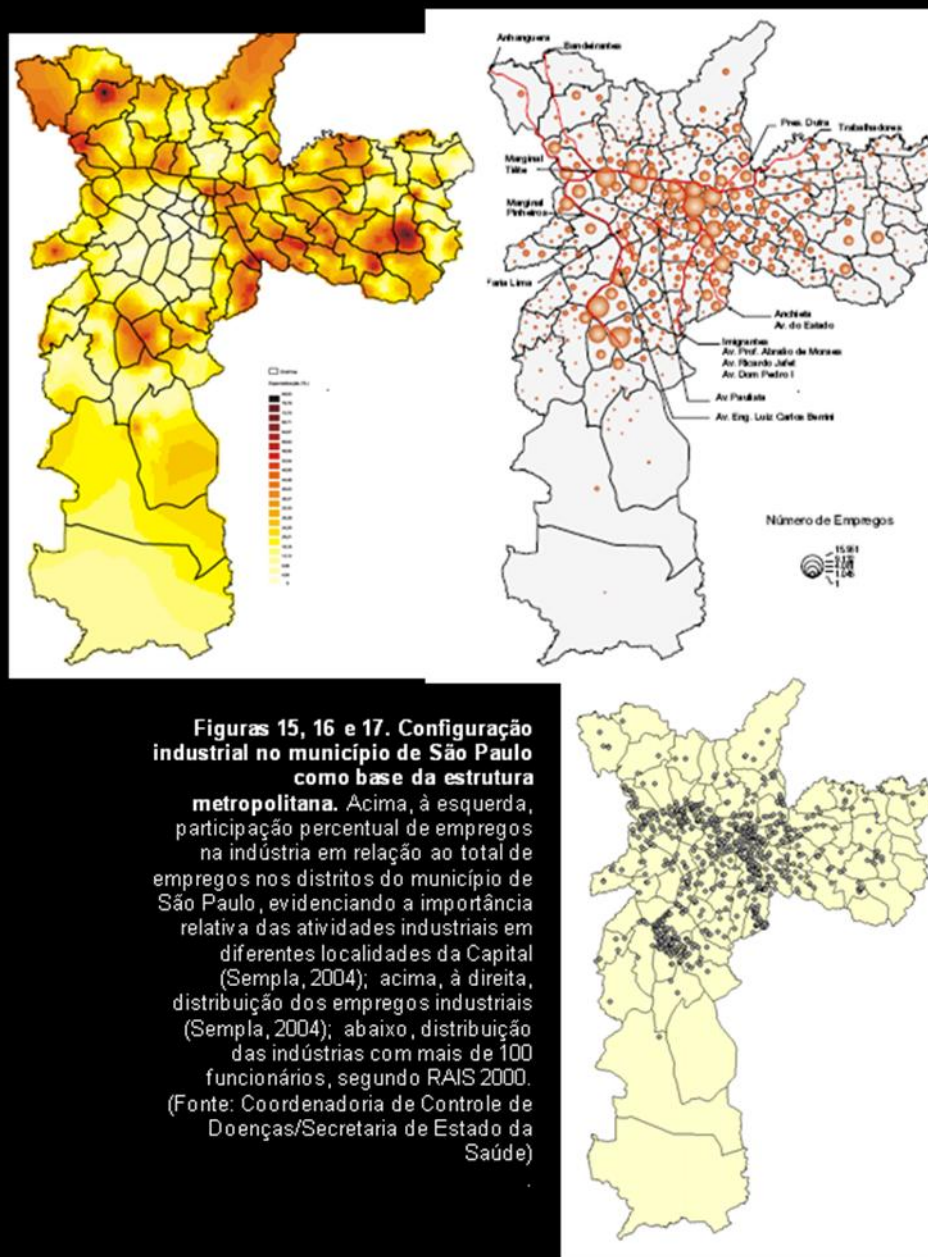 Anhanguera
Bandeirantes
Pres. Dutra
Trabalhadores
Marginal
Tiête
Marginal
Pinheiros
Faria Lima
Anchieta
Av. do Estado
Imigrantes
Av. Prof. Abraão de Moraes
Av. Ricardo Jafet
Av. Dom Pedro I
Av. Paulista
Av. Eng. Luiz Carlos Berrini
Número de Empregos
1
Figuras 15, 16 e 17. Configuração
industrial no município de São Paulo
como base da estrutura
metropolitana. Acima, à esquerda,
participação percentual de empregos
na indústria em relação ao total de
empregos nos distritos do município de
São Paulo, evidenciando a importância
relativa das atividades industriais em
diferentes localidades da Capital
(Sempla, 2004); acima, à direita,
distribuição dos empregos industriais
(Sempla, 2004); abaixo, distribuição
das indústrias com mais de 100
funcionários, segundo RAIS 2000.
(Fonte: Coordenadoria de Controle de
Doenças/Secretaria de Estado da
Saúde)
.